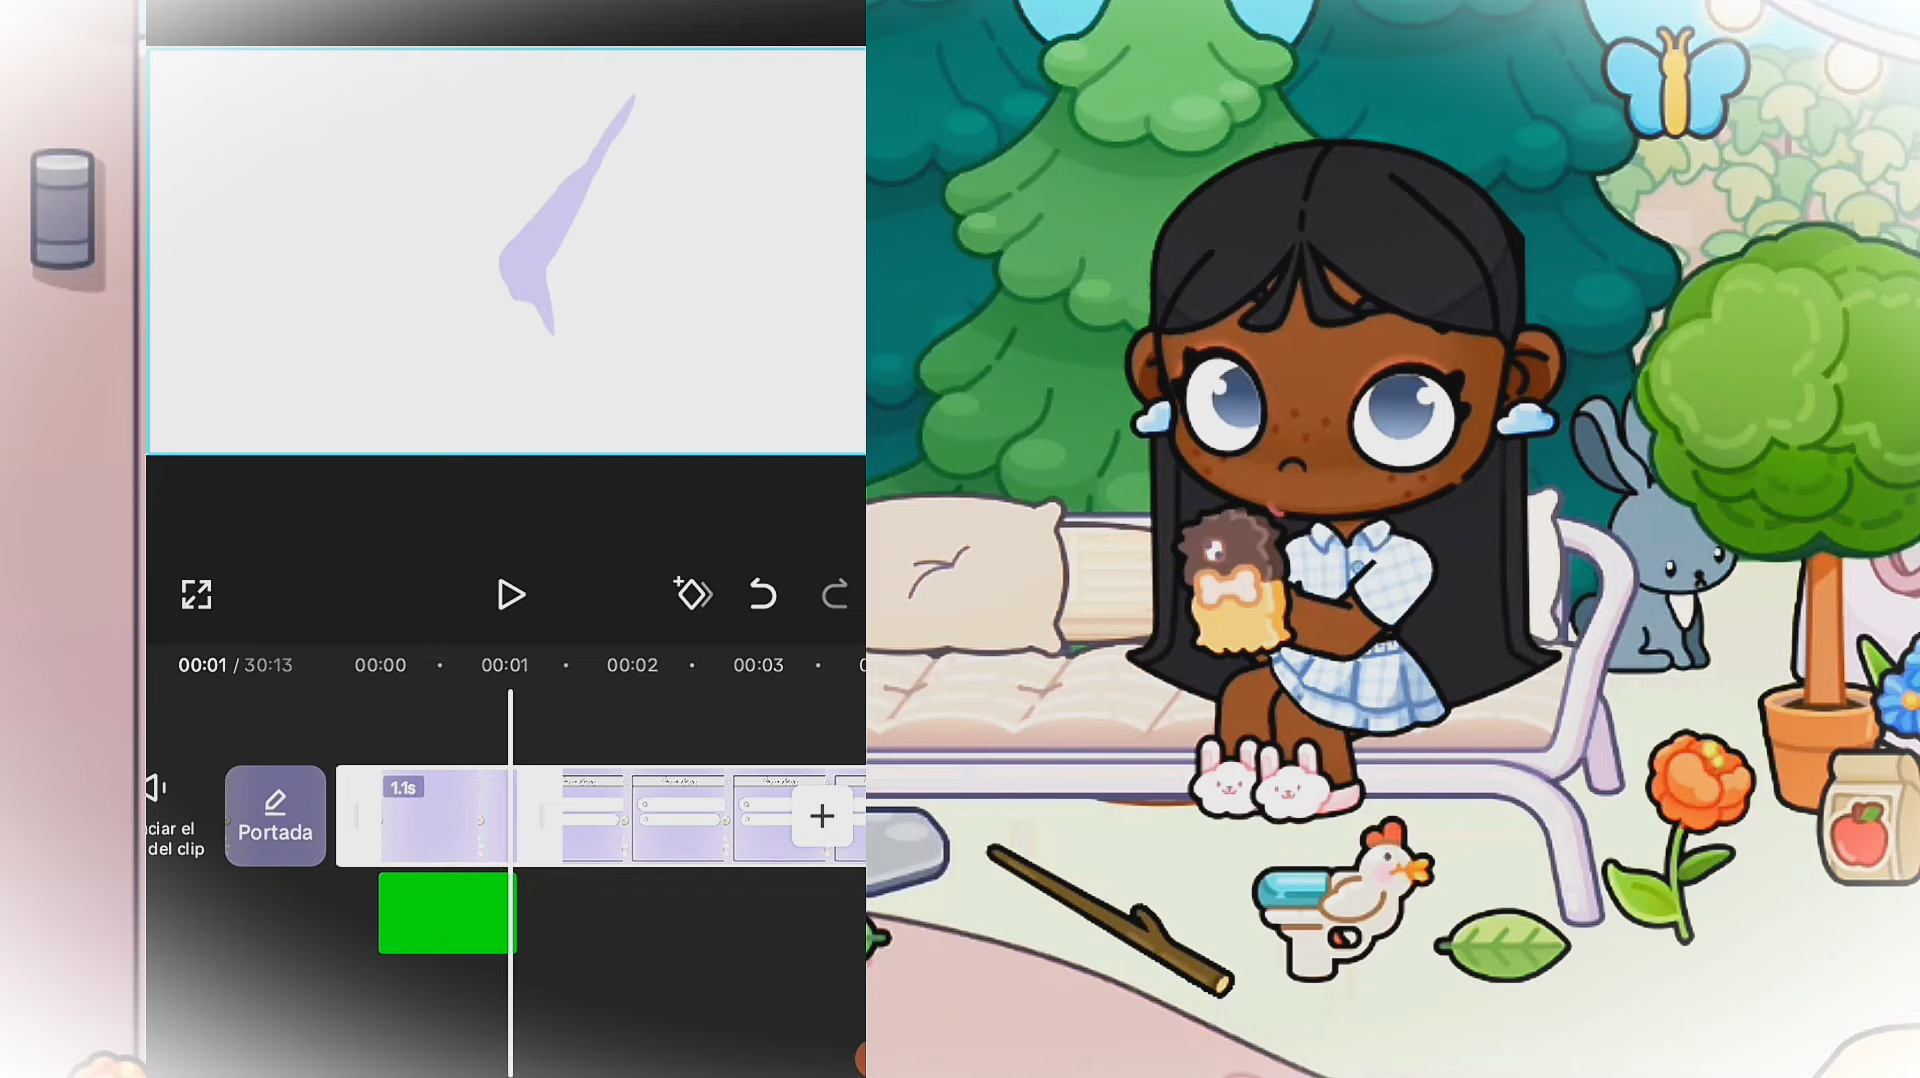 00:01 / 30:13 00:00 00:01 00:02 00:03
1.1s
Portada
ciar el
del clip